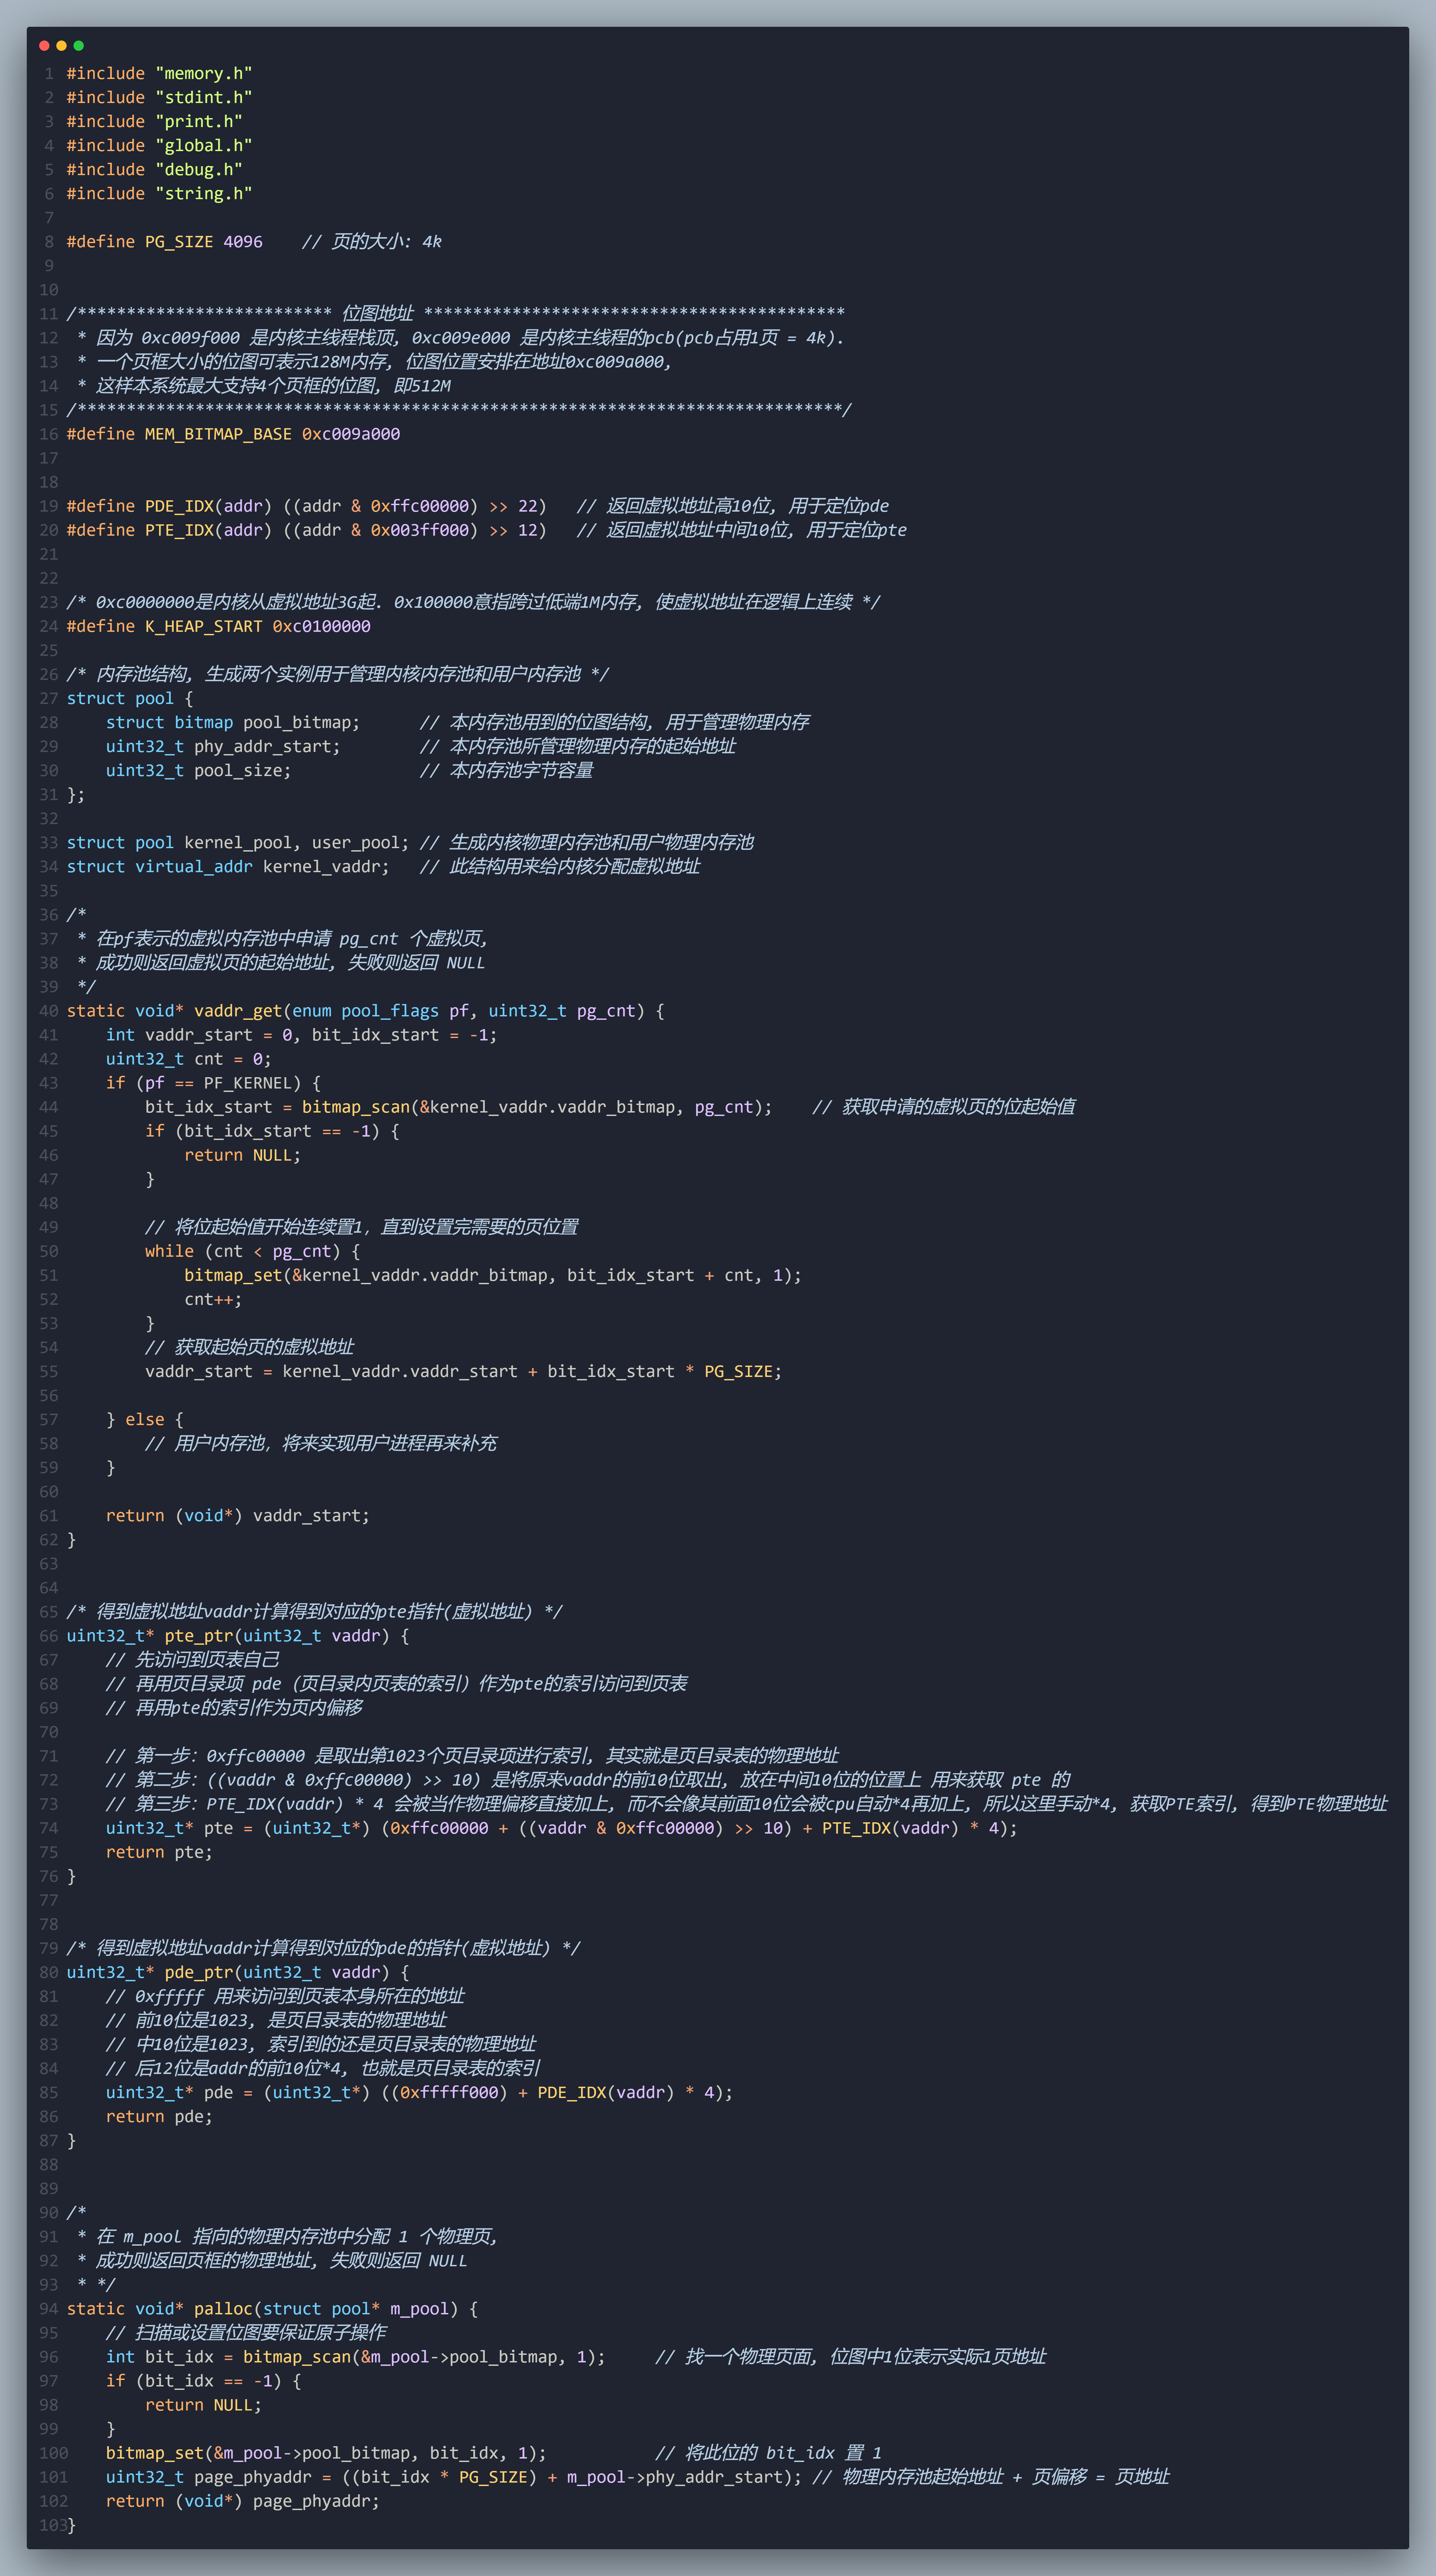 1 #include "memory.h"
2 #include "stdint.h"
3 #include "print.h"
4 #include "global.h"
5 #include "debug.h"
6 #include "string.h"
7
8 #define PG_SIZE 4096    // 页的大小: 4k
9
10
11 /************************** 位图地址 *******************************************
12  * 因为 0xc009f000 是内核主线程栈顶, 0xc009e000 是内核主线程的pcb(pcb占用1页 = 4k).
13  * 一个页框大小的位图可表示128M内存, 位图位置安排在地址0xc009a000,
14  * 这样本系统最大支持4个页框的位图, 即512M
15 /******************************************************************************/
16 #define MEM_BITMAP_BASE 0xc009a000
17
18
19 #define PDE_IDX(addr) ((addr & 0xffc00000) >> 22)   // 返回虚拟地址高10位, 用于定位pde
20 #define PTE_IDX(addr) ((addr & 0x003ff000) >> 12)   // 返回虚拟地址中间10位, 用于定位pte
21
22
23 /* 0xc0000000是内核从虚拟地址3G起. 0x100000意指跨过低端1M内存, 使虚拟地址在逻辑上连续 */
24 #define K_HEAP_START 0xc0100000
25
26 /* 内存池结构, 生成两个实例用于管理内核内存池和用户内存池 */
27 struct pool {
28     struct bitmap pool_bitmap;      // 本内存池用到的位图结构, 用于管理物理内存
29     uint32_t phy_addr_start;        // 本内存池所管理物理内存的起始地址
30     uint32_t pool_size;             // 本内存池字节容量
31 };
32
33 struct pool kernel_pool, user_pool; // 生成内核物理内存池和用户物理内存池
34 struct virtual_addr kernel_vaddr;   // 此结构用来给内核分配虚拟地址
35
36 /*
37  * 在pf表示的虚拟内存池中申请 pg_cnt 个虚拟页,
38  * 成功则返回虚拟页的起始地址, 失败则返回 NULL
39  */
40 static void* vaddr_get(enum pool_flags pf, uint32_t pg_cnt) {
41     int vaddr_start = 0, bit_idx_start = -1;
42     uint32_t cnt = 0;
43     if (pf == PF_KERNEL) {
44         bit_idx_start = bitmap_scan(&kernel_vaddr.vaddr_bitmap, pg_cnt);    // 获取申请的虚拟页的位起始值
45         if (bit_idx_start == -1) {
46             return NULL;
47         }
48
49         // 将位起始值开始连续置1, 直到设置完需要的页位置
50         while (cnt < pg_cnt) {
51             bitmap_set(&kernel_vaddr.vaddr_bitmap, bit_idx_start + cnt, 1);
52             cnt++;
53         }
54         // 获取起始页的虚拟地址
55         vaddr_start = kernel_vaddr.vaddr_start + bit_idx_start * PG_SIZE;
56
57     } else {
58         // 用户内存池, 将来实现用户进程再来补充
59     }
60
61     return (void*) vaddr_start;
62 }
63
64
65 /* 得到虚拟地址vaddr计算得到对应的pte指针(虚拟地址) */
66 uint32_t* pte_ptr(uint32_t vaddr) {
67     // 先访问到页表自己
68     // 再用页目录项 pde (页目录内页表的索引) 作为pte的索引访问到页表
69     // 再用pte的索引作为页内偏移
70
71     // 第一步: 0xffc00000 是取出第1023个页目录项进行索引, 其实就是页目录表的物理地址
72     // 第二步: ((vaddr & 0xffc00000) >> 10) 是将原来vaddr的前10位取出, 放在中间10位的位置上 用来获取 pte 的
73     // 第三步: PTE_IDX(vaddr) * 4 会被当作物理偏移直接加上, 而不会像其前面10位会被cpu自动*4再加上, 所以这里手动*4, 获取PTE索引, 得到PTE物理地址
74     uint32_t* pte = (uint32_t*) (0xffc00000 + ((vaddr & 0xffc00000) >> 10) + PTE_IDX(vaddr) * 4);
75     return pte;
76 }
77
78
79 /* 得到虚拟地址vaddr计算得到对应的pde的指针(虚拟地址) */
80 uint32_t* pde_ptr(uint32_t vaddr) {
81     // 0xfffff 用来访问到页表本身所在的地址
82     // 前10位是1023, 是页目录表的物理地址
83     // 中10位是1023, 索引到的还是页目录表的物理地址
84     // 后12位是addr的前10位*4, 也就是页目录表的索引
85     uint32_t* pde = (uint32_t*) ((0xfffff000) + PDE_IDX(vaddr) * 4);
86     return pde;
87 }
88
89
90 /*
91  * 在 m_pool 指向的物理内存池中分配 1 个物理页,
92  * 成功则返回页框的物理地址, 失败则返回 NULL
93  * */
94 static void* palloc(struct pool* m_pool) {
95     // 扫描或设置位图要保证原子操作
96     int bit_idx = bitmap_scan(&m_pool->pool_bitmap, 1);     // 找一个物理页面, 位图中1位表示实际1页地址
97     if (bit_idx == -1) {
98         return NULL;
99     }
100     bitmap_set(&m_pool->pool_bitmap, bit_idx, 1);           // 将此位的 bit_idx 置 1
101     uint32_t page_phyaddr = ((bit_idx * PG_SIZE) + m_pool->phy_addr_start); // 物理内存池起始地址 + 页偏移 = 页地址
102     return (void*) page_phyaddr;
103 }